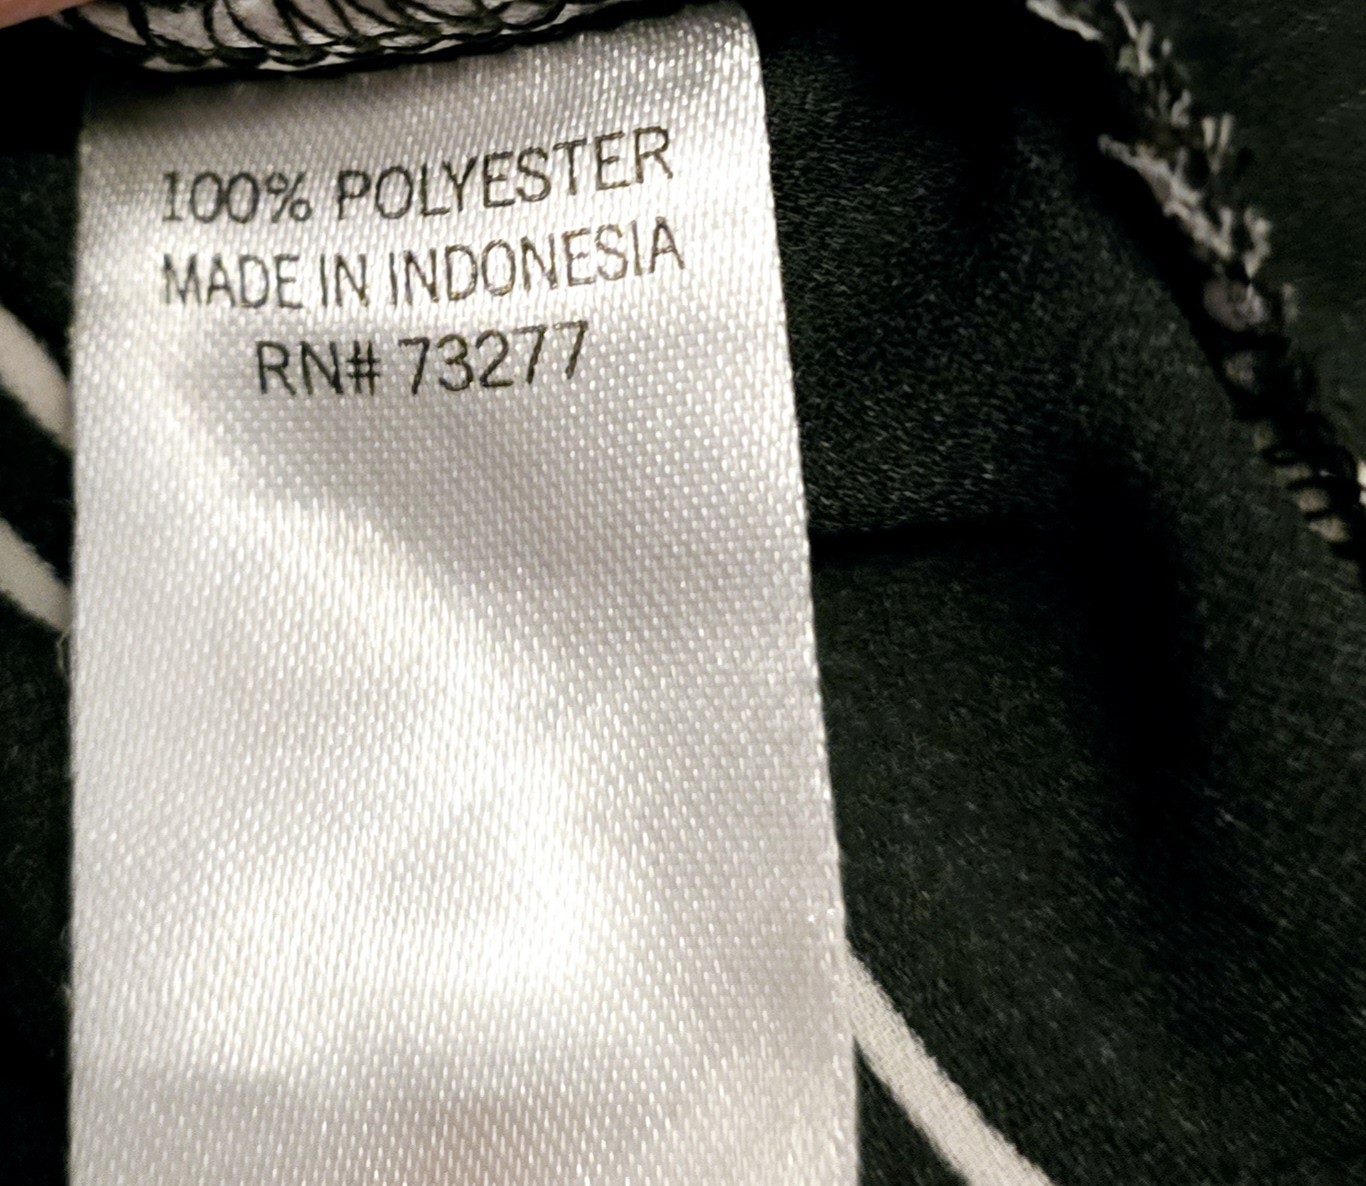 100% POLYESTER
MADE IN INDONESIA
RN# 73277